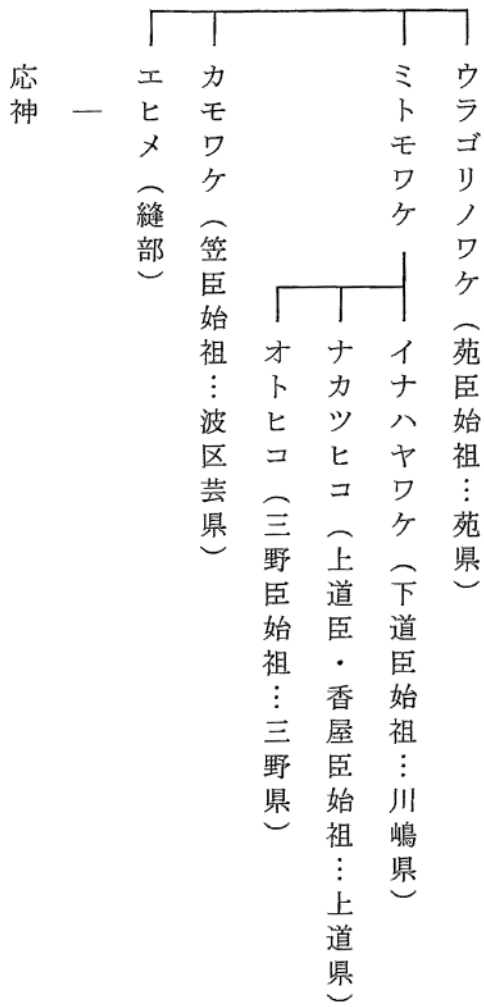 ウラゴリノワケ（苑臣始祖…苑県）
ミトモワケ
イナハヤワケ（下道臣始祖…川嶋県）
ナカツヒコ（上道臣・香屋臣始祖…上道県）
オトヒコ（三野臣始祖…三野県）
カモワケ（笠臣始祖…波区芸県）
エヒメ（縫部）
応神